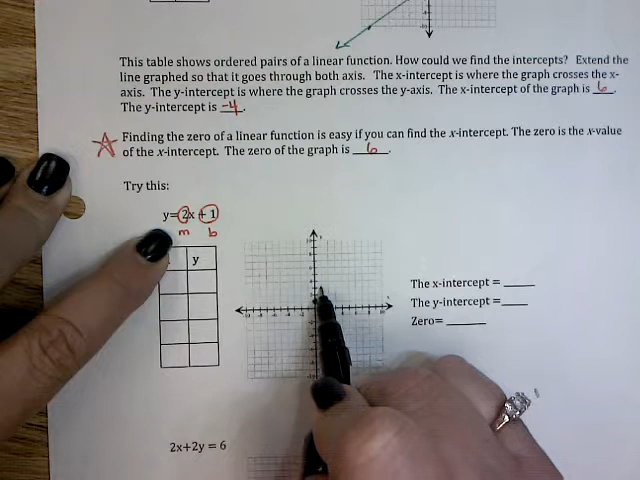 This table shows ordered pairs of a linear function. How could we find the intercepts? Extend the
line graphed so that it goes through both axis. The x-intercept is where the graph crosses the x-
axis. The y-intercept is where the graph crosses the y-axis. The x-intercept of the graph is 6.
The y-intercept is -4.
Finding the zero of a linear function is easy if you can find the x-intercept. The zero is the x-value
of the x-intercept. The zero of the graph is 6.
Try this:
y=2x + 1
m b
y
The x-intercept = ____
The y-intercept =____
Zero= ____
2x+2y = 6